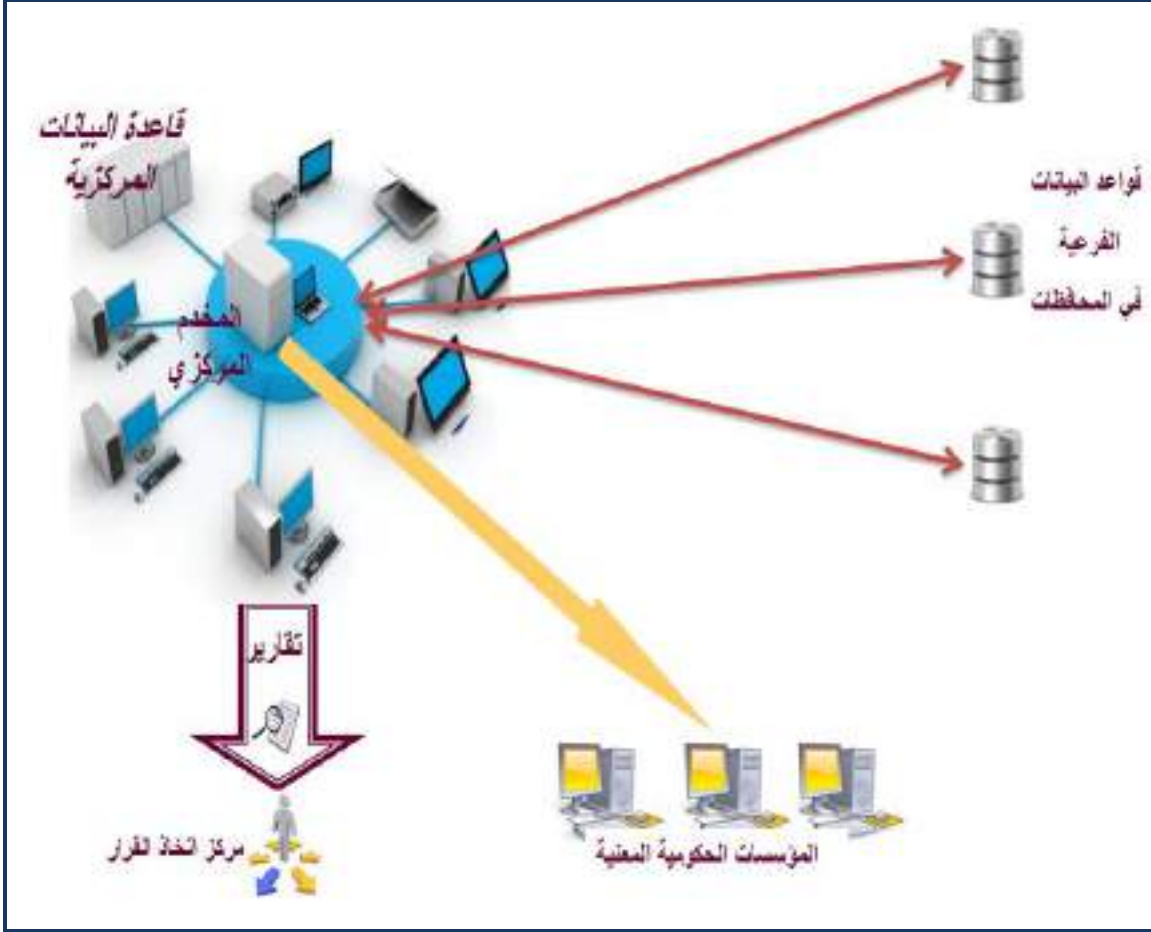 قاعدة البيانات
المركزية
قواعد البيانات
الفرعية
في المحافظات
المخدم
المركزي
تقارير
مركز اتخاذ القرار
المؤسسات الحكومية المعنية